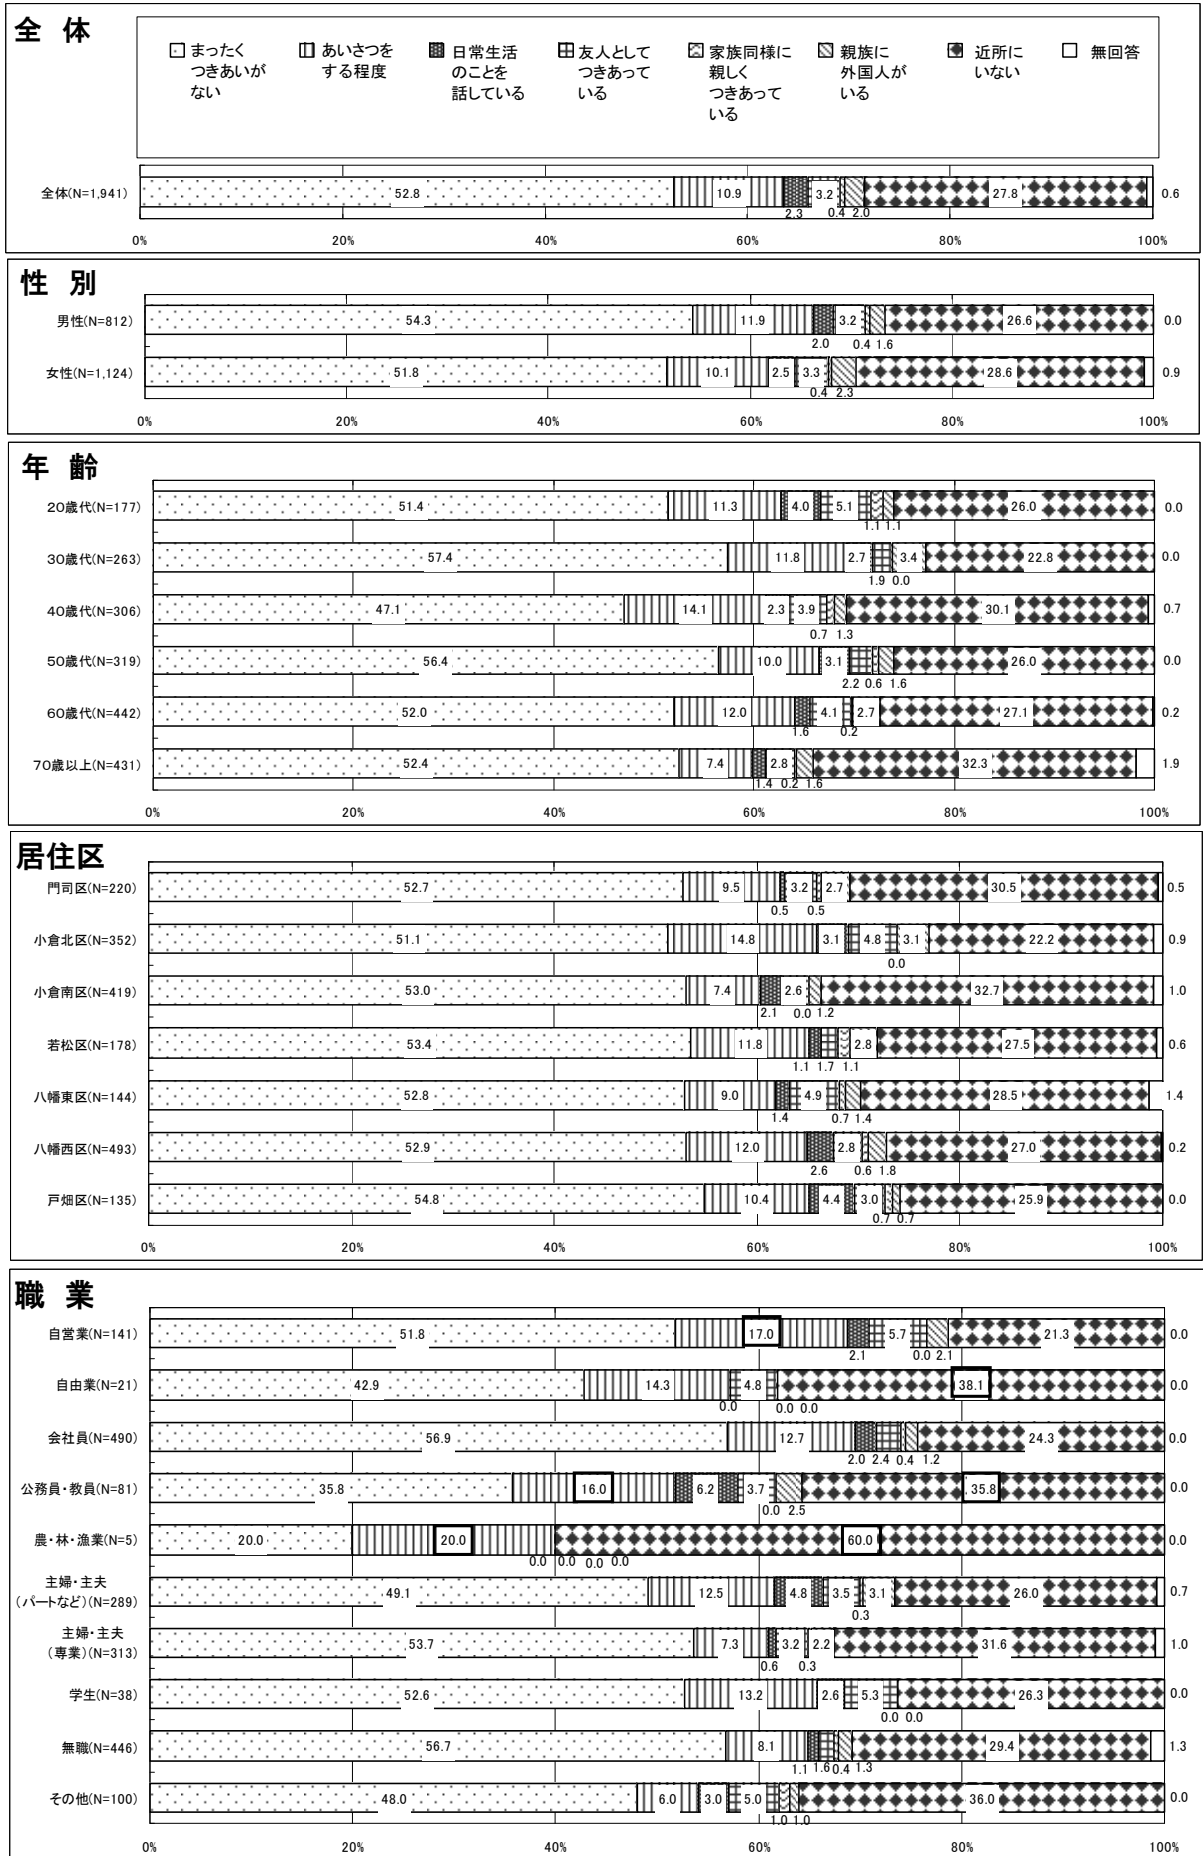 全 体
まったく
つきあいが
ない
あいさつを
する程度
日常生活
のことを
話している
友人として
つきあって
いる
家族同様に
親しく
つきあって
いる
親族に
外国人が
いる
近所に
いない
無回答
全体(N=1,941) 52.8 10.9 2.3 3.2 0.4 2.0 27.8 0.6
0% 20% 40% 60% 80% 100%
性 別
男性(N=812) 54.3 11.9 2.0 3.2 0.4 1.6 26.6 0.0
女性(N=1,124) 51.8 10.1 2.5 3.3 0.4 2.3 28.6 0.9
0% 20% 40% 60% 80% 100%
年 齢
20歳代(N=177) 51.4 11.3 4.0 5.1 1.1 1.1 26.0 0.0
30歳代(N=263) 57.4 11.8 2.7 1.9 0.0 3.4 22.8 0.0
40歳代(N=306) 47.1 14.1 2.3 3.9 0.7 1.3 30.1 0.7
50歳代(N=319) 56.4 10.0 3.1 2.2 0.6 1.6 26.0 0.0
60歳代(N=442) 52.0 12.0 1.6 4.1 0.2 2.7 27.1 0.2
70歳以上(N=431) 52.4 7.4 1.4 2.8 0.2 1.6 32.3 1.9
0% 20% 40% 60% 80% 100%
居住区
門司区(N=220) 52.7 9.5 0.5 3.2 0.5 2.7 30.5 0.5
小倉北区(N=352) 51.1 14.8 3.1 4.8 0.0 3.1 22.2 0.9
小倉南区(N=419) 53.0 7.4 2.1 2.6 0.0 1.2 32.7 1.0
若松区(N=178) 53.4 11.8 1.1 1.7 1.1 2.8 27.5 0.6
八幡東区(N=144) 52.8 9.0 1.4 4.9 0.7 1.4 28.5 1.4
八幡西区(N=493) 52.9 12.0 2.6 2.8 0.6 1.8 27.0 0.2
戸畑区(N=135) 54.8 10.4 4.4 3.0 0.7 0.7 25.9 0.0
0% 20% 40% 60% 80% 100%
職 業
自営業(N=141) 51.8 17.0 2.1 5.7 0.0 2.1 21.3 0.0
自由業(N=21) 42.9 14.3 0.0 4.8 0.0 0.0 38.1 0.0
会社員(N=490) 56.9 12.7 2.0 2.4 0.4 1.2 24.3 0.0
公務員・教員(N=81) 35.8 16.0 6.2 3.7 0.0 2.5 35.8 0.0
農・林・漁業(N=5) 20.0 20.0 0.0 0.0 0.0 0.0 60.0 0.0
主婦・主夫
(パートなど)(N=289) 49.1 12.5 4.8 3.5 0.3 3.1 26.0 0.7
主婦・主夫
(専業)(N=313) 53.7 7.3 0.6 3.2 0.3 2.2 31.6 1.0
学生(N=38) 52.6 13.2 2.6 5.3 0.0 0.0 26.3 0.0
無職(N=446) 56.7 8.1 1.1 1.6 0.4 1.3 29.4 1.3
その他(N=100) 48.0 6.0 3.0 5.0 1.0 1.0 36.0 0.0
0% 20% 40% 60% 80% 100%